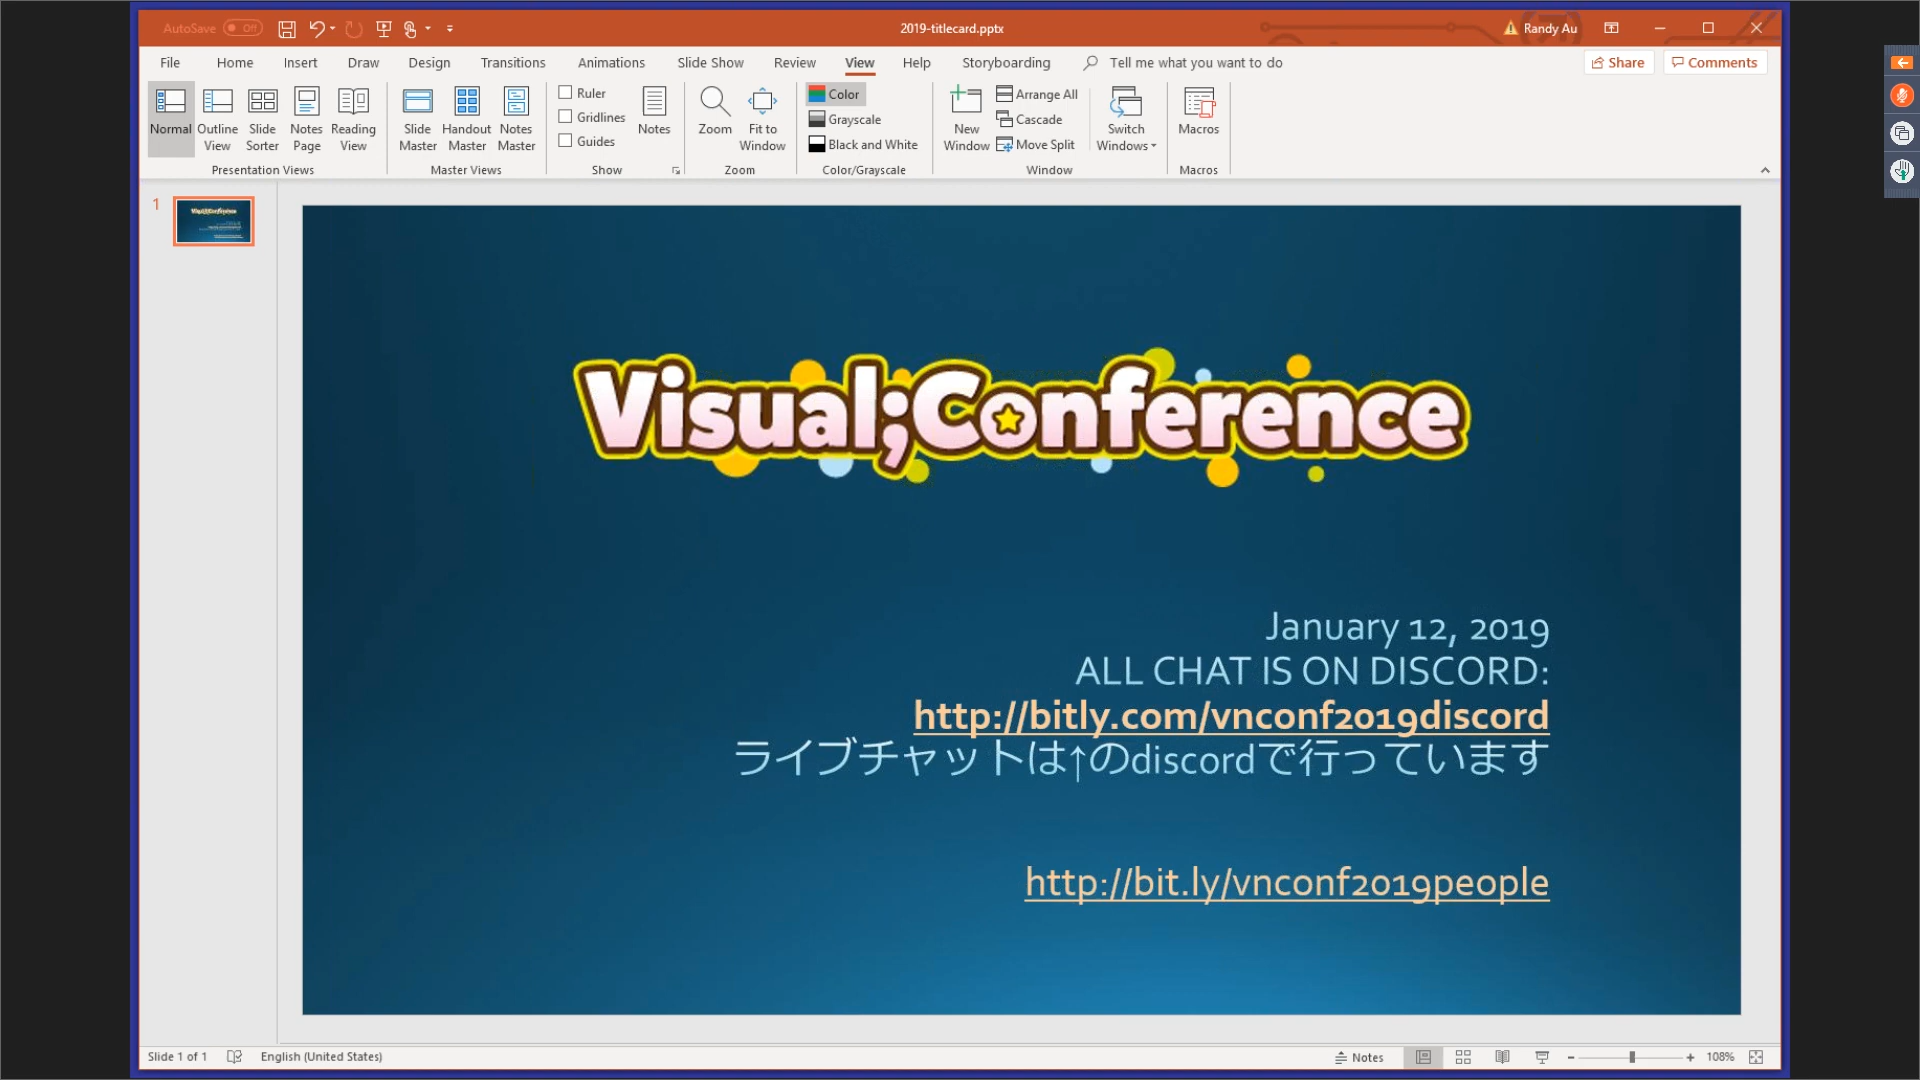 AutoSave Off
2019-titlecard.pptx
Randy Au
File Home Insert Draw Design Transitions Animations Slide Show Review View Help Storyboarding Tell me what you want to do
Share Comments
Normal Outline View Slide Sorter Notes Page Reading View
Presentation Views
Slide Master Handout Master Notes Master
Master Views
Ruler
Gridlines
Guides
Notes
Show
Zoom Fit to Window
Zoom
Color
Grayscale
Black and White
Color/Grayscale
New Window
Arrange All
Cascade
Move Split
Switch Windows
Window
Macros
Macros
1
Visual;Conference
January 12, 2019
ALL CHAT IS ON DISCORD:
http://bitly.com/vnconf2019discord
ライブチャットは↑のdiscordで行っています
http://bit.ly/vnconf2019people
Slide 1 of 1 English (United States) Notes 108%